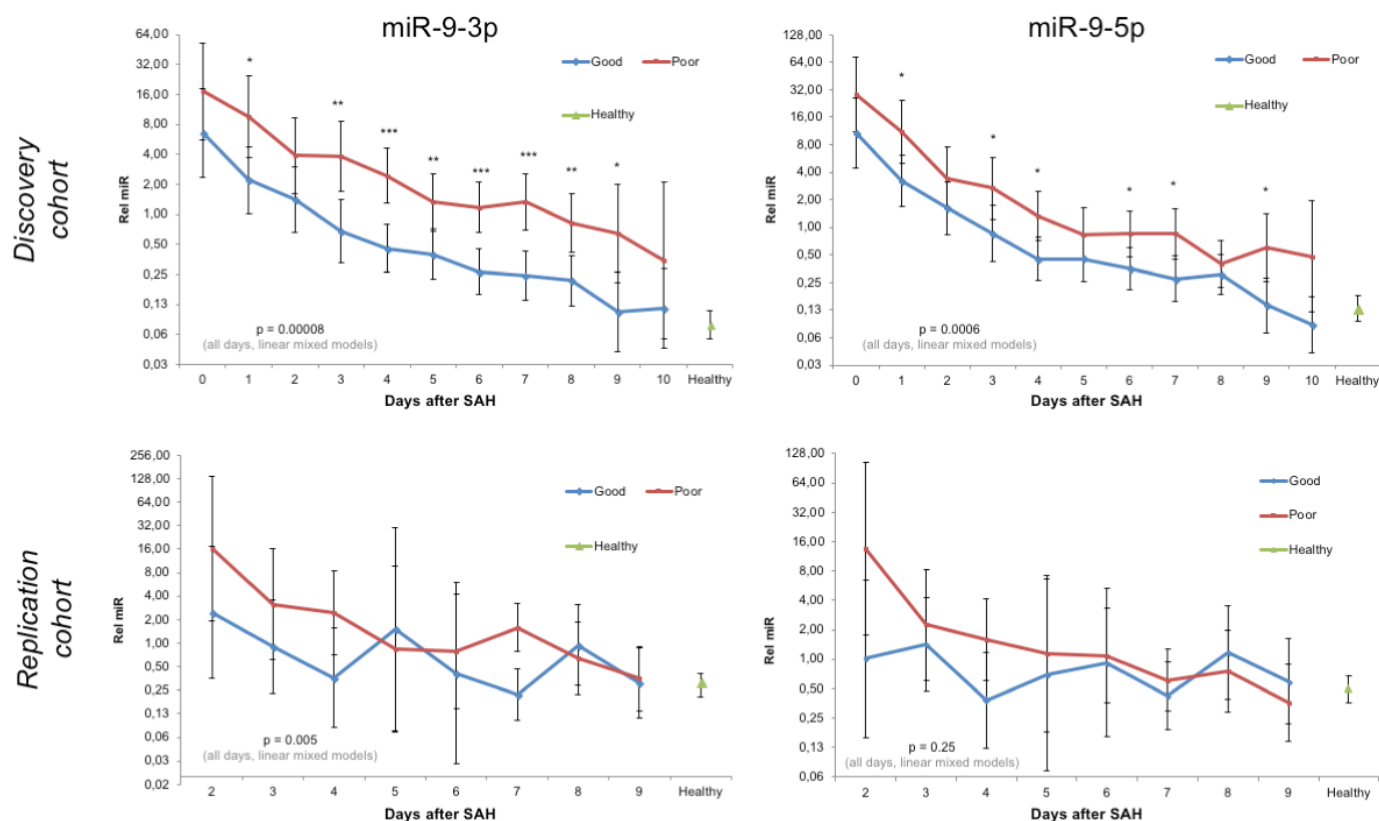 miR-9-3p
miR-9-5p
Discovery
cohort
64,00
32,00
16,00
8,00
4,00
2,00
1,00
0,50
0,25
0,13
0,06
0,03
Rel miR
Good
Poor
Healthy
*
**
***
**
***
***
**
*
p = 0.00008
(all days, linear mixed models)
0 1 2 3 4 5 6 7 8 9 10 Healthy
Days after SAH
128,00
64,00
32,00
16,00
8,00
4,00
2,00
1,00
0,50
0,25
0,13
0,06
0,03
Rel miR
Good
Poor
Healthy
*
*
*
*
*
*
p = 0.0006
(all days, linear mixed models)
0 1 2 3 4 5 6 7 8 9 10 Healthy
Days after SAH
Replication
cohort
256,00
128,00
64,00
32,00
16,00
8,00
4,00
2,00
1,00
0,50
0,25
0,13
0,06
0,03
0,02
Rel miR
Good
Poor
Healthy
p = 0.005
(all days, linear mixed models)
2 3 4 5 6 7 8 9 Healthy
Days after SAH
128,00
64,00
32,00
16,00
8,00
4,00
2,00
1,00
0,50
0,25
0,13
0,06
Rel miR
Good
Poor
Healthy
p = 0.25
(all days, linear mixed models)
2 3 4 5 6 7 8 9 Healthy
Days after SAH